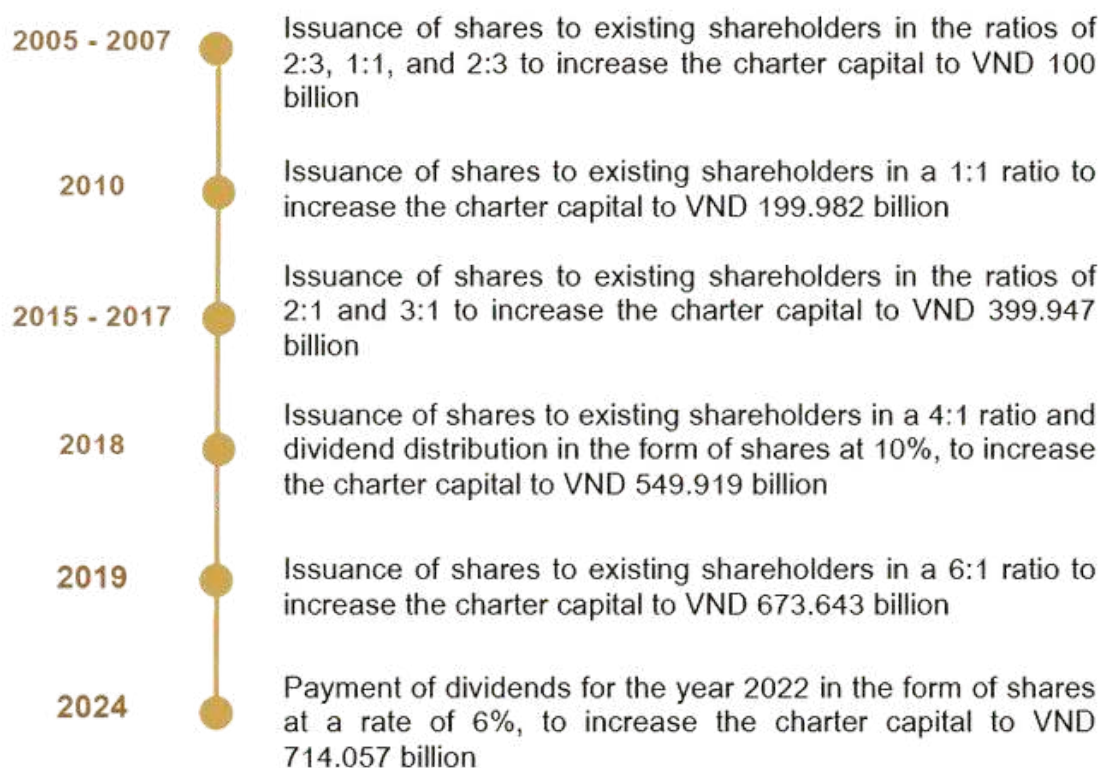 2005 - 2007
Issuance of shares to existing shareholders in the ratios of
2:3, 1:1, and 2:3 to increase the charter capital to VND 100
billion
2010
Issuance of shares to existing shareholders in a 1:1 ratio to
increase the charter capital to VND 199.982 billion
2015 - 2017
Issuance of shares to existing shareholders in the ratios of
2:1 and 3:1 to increase the charter capital to VND 399.947
billion
2018
Issuance of shares to existing shareholders in a 4:1 ratio and
dividend distribution in the form of shares at 10%, to increase
the charter capital to VND 549.919 billion
2019
Issuance of shares to existing shareholders in a 6:1 ratio to
increase the charter capital to VND 673.643 billion
2024
Payment of dividends for the year 2022 in the form of shares
at a rate of 6%, to increase the charter capital to VND
714.057 billion